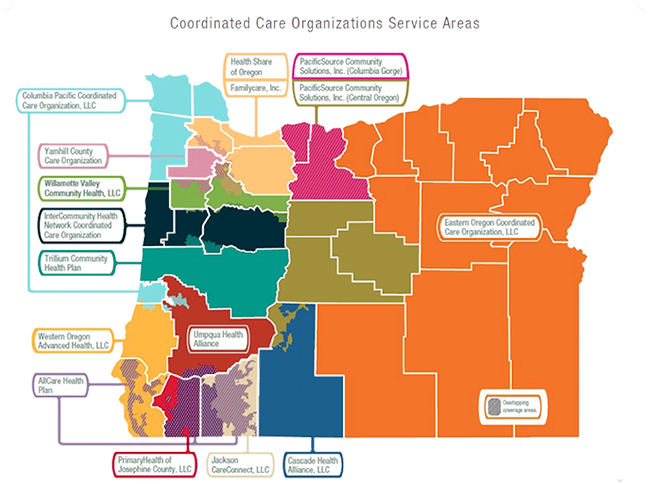 Coordinated Care Organizations Service Areas
Health Share
of Oregon
Familycare, Inc.
PacificSource Community
Solutions, Inc. (Columbia Gorge)
PacificSource Community
Solutions, Inc. (Central Oregon)
Columbia Pacific Coordinated
Care Organization, LLC
Yamhill County
Care Organization
Willamette Valley
Community Health, LLC
InterCommunity Health
Network Coordinated
Care Organization
Eastern Oregon Coordinated
Care Organization, LLC
Trillium Community
Health Plan
Western Oregon
Advanced Health, LLC
Umpqua Health
Alliance
AllCare Health
Plan
Overlapping
coverage areas.
PrimaryHealth of
Josephine County, LLC
Jackson
CareConnect, LLC
Cascade Health
Alliance, LLC